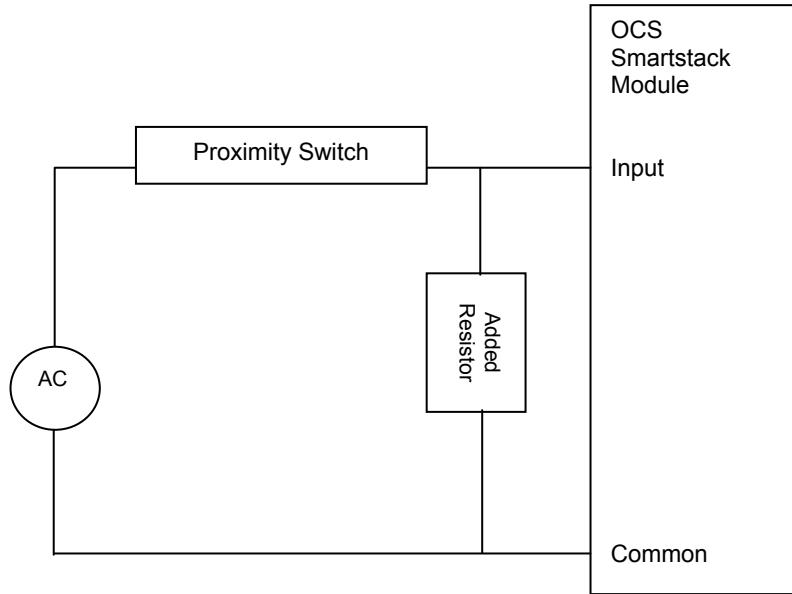 OCS
Smartstack
Module
Proximity Switch
Input
Added
Resistor
AC
Common